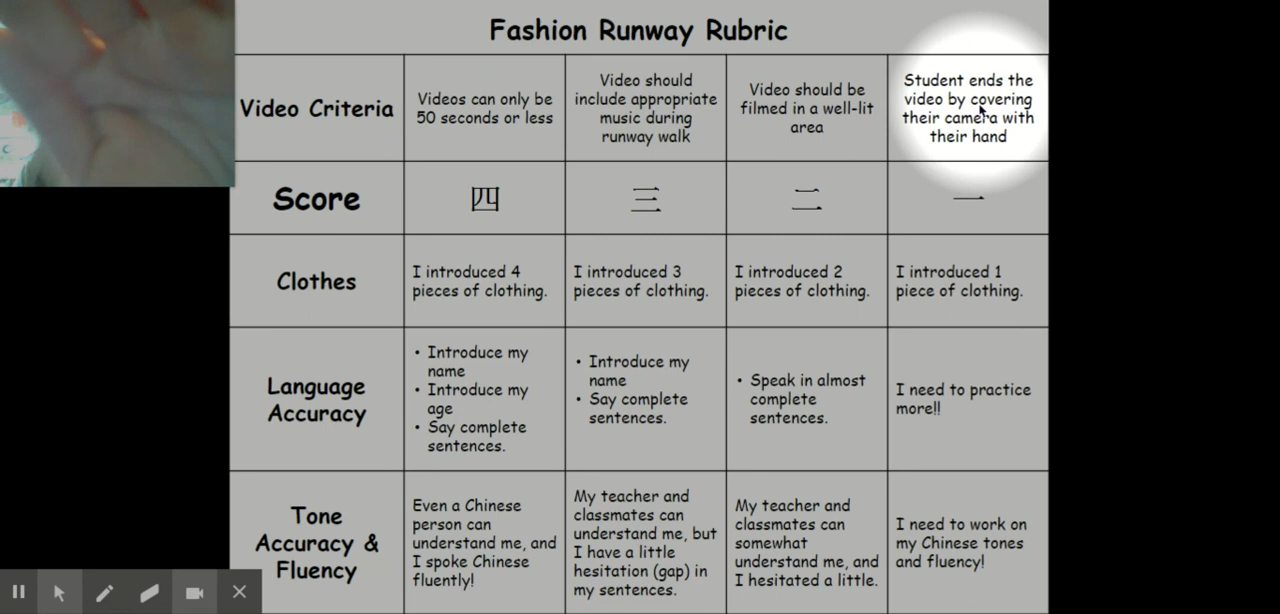 Fashion Runway Rubric
Video Criteria
Videos can only be
50 seconds or less
Video should
include appropriate
music during
runway walk
Video should be
filmed in a well-lit
area
Student ends the
video by covering
their camera with
their hand
Score
四
三
二
一
Clothes
I introduced 4
pieces of clothing.
I introduced 3
pieces of clothing.
I introduced 2
pieces of clothing.
I introduced 1
piece of clothing.
Language
Accuracy
• Introduce my
name
• Introduce my
age
• Say complete
sentences.
• Introduce my
name
• Say complete
sentences.
• Speak in almost
complete
sentences.
I need to practice
more!!
Tone
Accuracy &
Fluency
Even a Chinese
person can
understand me, and
I spoke Chinese
fluently!
My teacher and
classmates can
understand me, but
I have a little
hesitation (gap) in
my sentences.
My teacher and
classmates can
somewhat
understand me, and
I hesitated a little.
I need to work on
my Chinese tones
and fluency!